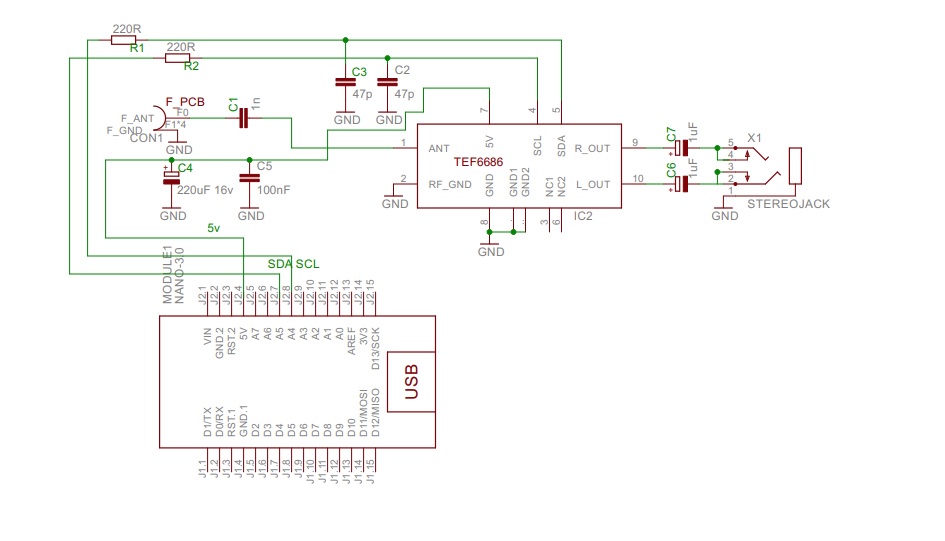 220R
R1
220R
R2
C3
47p
GND
C2
47p
GND
F_PCB
F_ANT
F0
F_GND
F1*4
CON1
GND
C1
1n
C4
220uF 16v
GND
C5
100nF
GND
5v
SDA SCL
7
4
5
5V
SCL
SDA
1
ANT
TEF6686
R_OUT
9
2
RF_GND
L_OUT
10
GND
GND
GND1
GND2
NC1
NC2
IC2
8
3
6
GND
C7
1uF
C6
1uF
X1
5
4
3
2
1
GND
STEREOJACK
MODULE1
NANO-3.0
J2.1
J2.2
J2.3
J2.4
J2.5
J2.6
J2.7
J2.8
J2.9
J2.10
J2.11
J2.12
J2.13
J2.14
J2.15
VIN
GND.2
RST.2
5V
A7
A6
A5
A4
A3
A2
A1
A0
AREF
3V3
D13/SCK
USB
D1/TX
D0/RX
RST.1
GND.1
D2
D3
D4
D5
D6
D7
D8
D9
D10
D11/MOSI
D12/MISO
J1.1
J1.2
J1.3
J1.4
J1.5
J1.6
J1.7
J1.8
J1.9
J1.10
J1.11
J1.12
J1.13
J1.14
J1.15